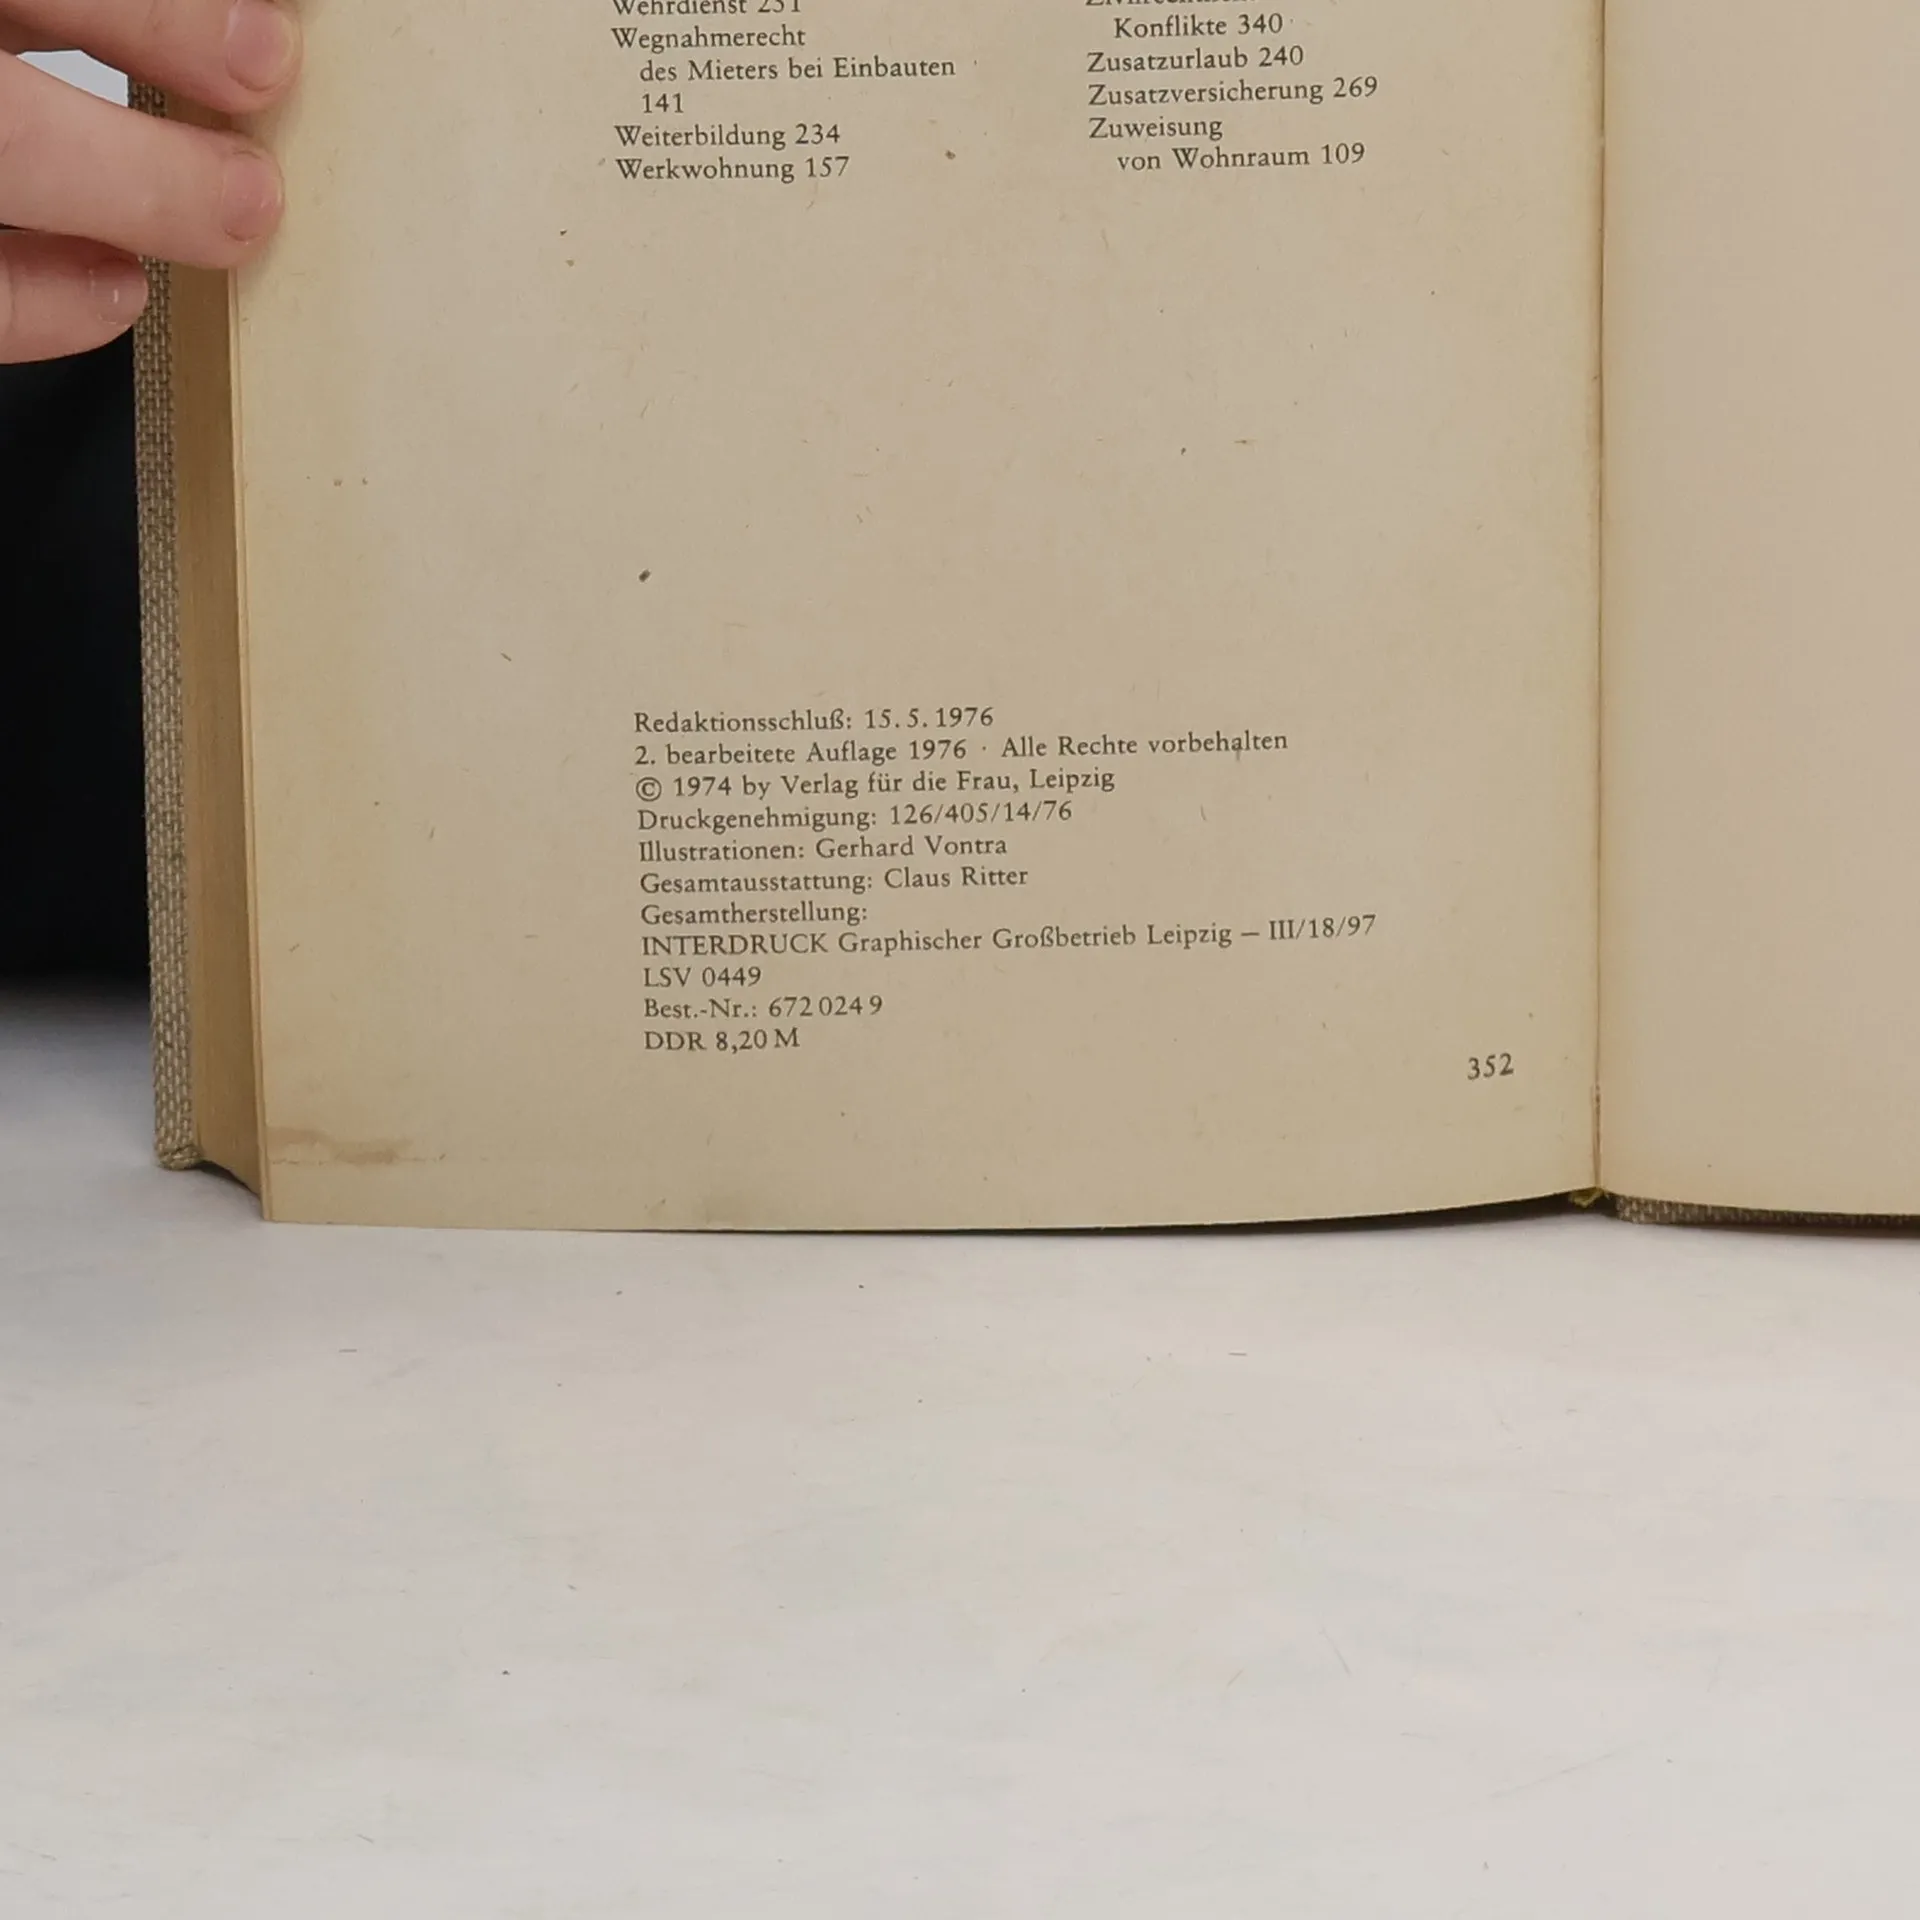 Wehrdienst 231
Wegnahmerecht
des Mieters bei Einbauten
141
Weiterbildung 234
Werkwohnung 157
Konflikte 340
Zusatzurlaub 240
Zusatzversicherung 269
Zuweisung
von Wohnraum 109
Redaktionsschluß: 15. 5. 1976
2. bearbeitete Auflage 1976 · Alle Rechte vorbehalten
© 1974 by Verlag für die Frau, Leipzig
Druckgenehmigung: 126/405/14/76
Illustrationen: Gerhard Vontra
Gesamtausstattung: Claus Ritter
Gesamtherstellung:
INTERDRUCK Graphischer Großbetrieb Leipzig – III/18/97
LSV 0449
Best.-Nr.: 672 024 9
DDR 8,20 M
352